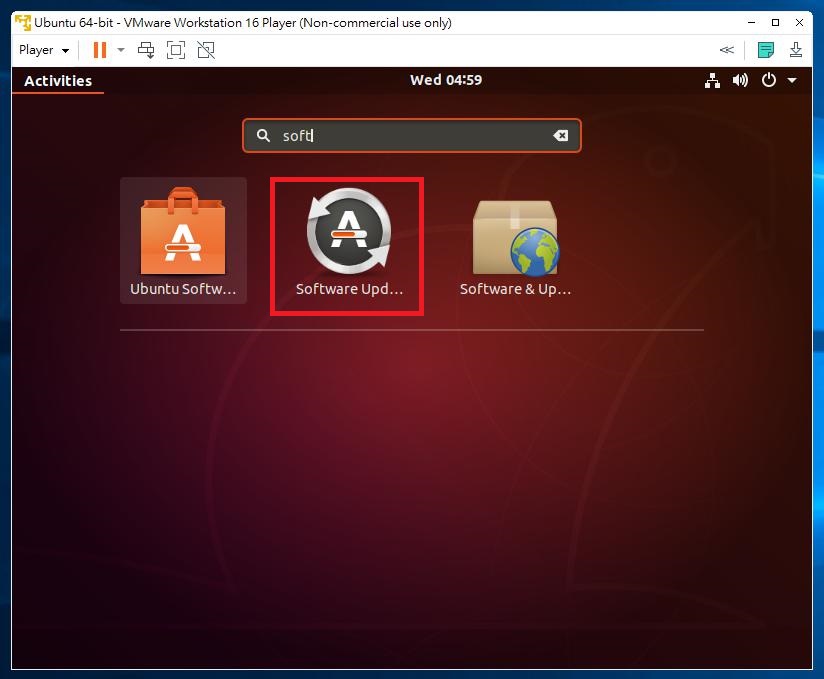 Ubuntu 64-bit - VMware Workstation 16 Player (Non-commercial use only)
Player
Activities
Wed 04:59
soft
Ubuntu Softw...
Software Upd...
Software & Up...